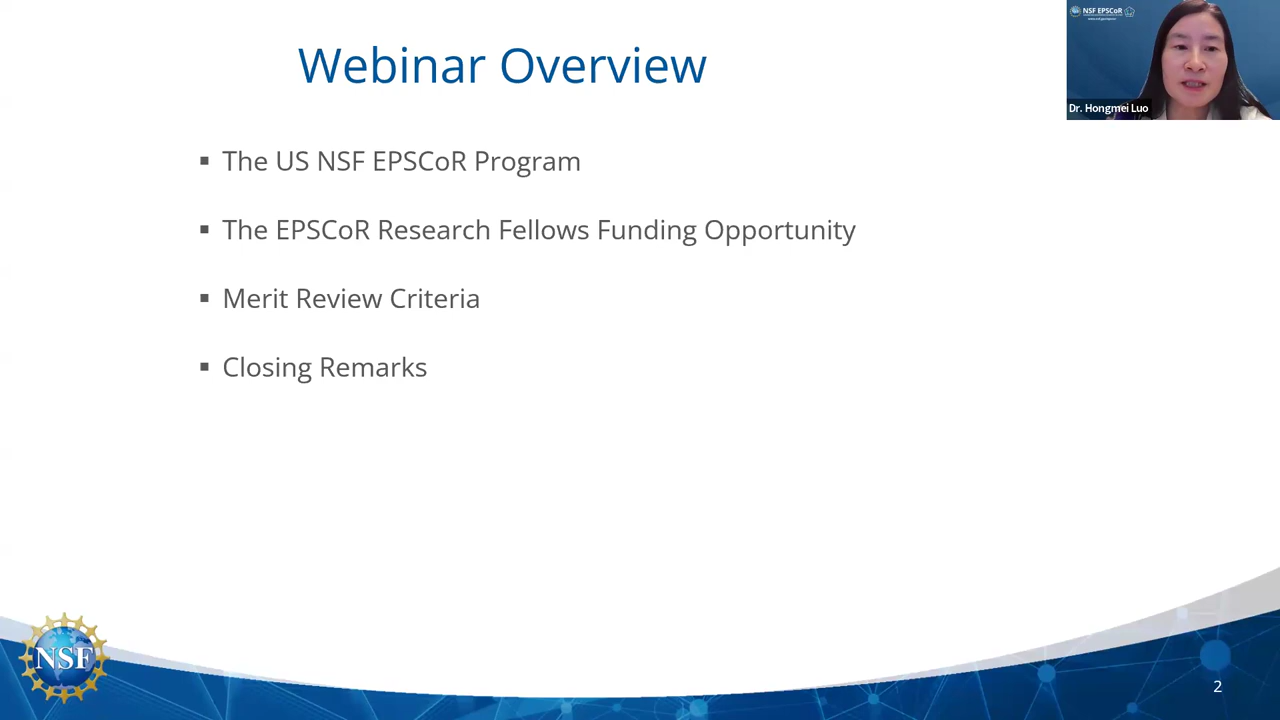 Webinar Overview
NSF EPSCoR
Dr. Hongmei Luo
▪ The US NSF EPSCoR Program
▪ The EPSCoR Research Fellows Funding Opportunity
▪ Merit Review Criteria
▪ Closing Remarks
NSF
2